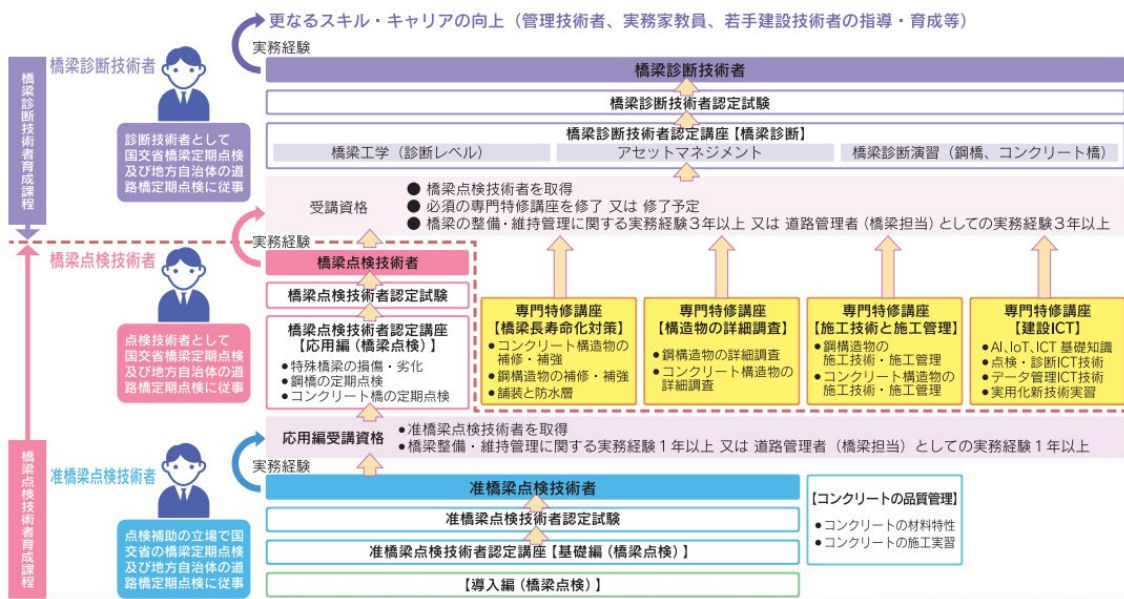 更なるスキル・キャリアの向上（管理技術者、実務家教員、若手建設技術者の指導・育成等）
実務経験
橋梁診断技術者育成課程
橋梁診断技術者
診断技術者として
国交省橋梁定期点検
及び地方自治体の道
路橋定期点検に従事
橋梁診断技術者
橋梁診断技術者認定試験
橋梁診断技術者認定講座【橋梁診断】
橋梁工学（診断レベル）
アセットマネジメント
橋梁診断演習（鋼橋、コンクリート橋）
受講資格
● 橋梁点検技術者を取得
● 必須の専門特修講座を修了 又は 修了予定
● 橋梁の整備・維持管理に関する実務経験３年以上 又は 道路管理者（橋梁担当）としての実務経験３年以上
実務経験
橋梁点検技術者
点検技術者として
国交省橋梁定期点検
及び地方自治体の道
路橋定期点検に従事
橋梁点検技術者
橋梁点検技術者認定試験
橋梁点検技術者認定講座
【応用編（橋梁点検）】
●特殊橋梁の損傷・劣化
●鋼橋の定期点検
●コンクリート橋の定期点検
専門特修講座
【橋梁長寿命化対策】
●コンクリート構造物の
補修・補強
●鋼構造物の補修・補強
●舗装と防水層
専門特修講座
【構造物の詳細調査】
●鋼構造物の詳細調査
●コンクリート構造物の
詳細調査
専門特修講座
【施工技術と施工管理】
●鋼構造物の
施工技術・施工管理
●コンクリート構造物の
施工技術・施工管理
専門特修講座
【建設ICT】
●AI、IoT、ICT 基礎知識
●点検・診断ICT技術
●データ管理ICT技術
●実用化新技術実習
応用編受講資格
●准橋梁点検技術者を取得
●橋梁整備・維持管理に関する実務経験１年以上 又は 道路管理者（橋梁担当）としての実務経験１年以上
実務経験
橋梁点検技術者育成課程
准橋梁点検技術者
点検補助の立場で国
交省の橋梁定期点検
及び地方自治体の道
路橋定期点検に従事
准橋梁点検技術者
准橋梁点検技術者認定試験
准橋梁点検技術者認定講座【基礎編（橋梁点検）】
【導入編（橋梁点検）】
【コンクリートの品質管理】
●コンクリートの材料特性
●コンクリートの施工実習